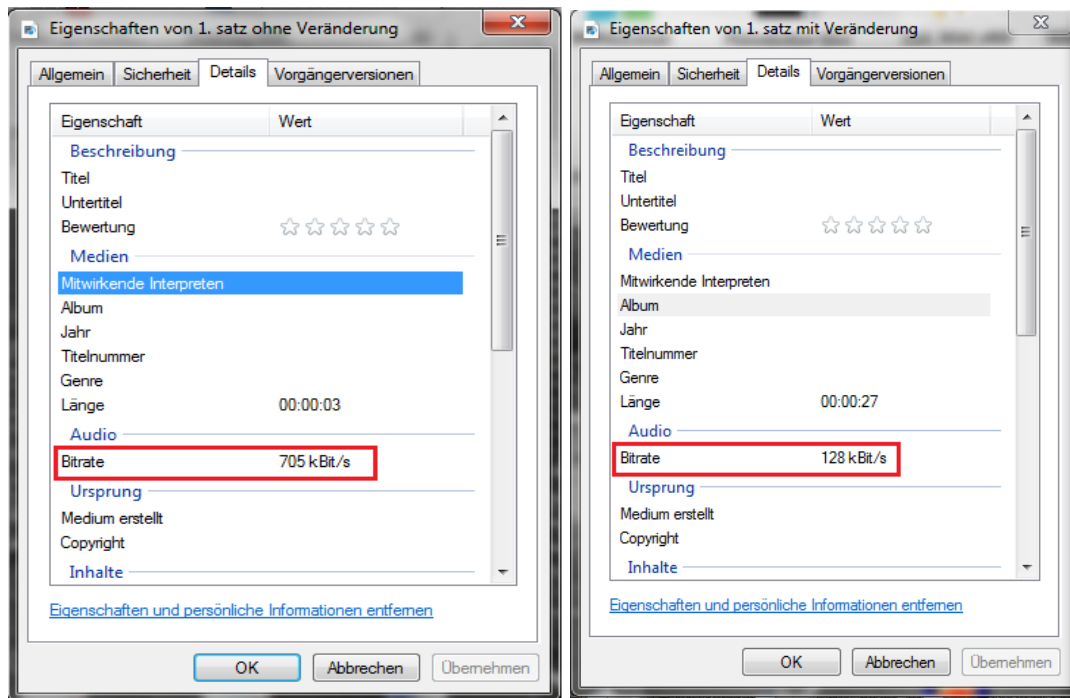 Eigenschaften von 1. satz ohne Veränderung
Allgemein Sicherheit Details Vorgängerversionen
Eigenschaft Wert
Beschreibung
Titel
Untertitel
Bewertung
Medien
Mitwirkende Interpreten
Album
Jahr
Titelnummer
Genre
Länge 00:00:03
Audio
Bitrate 705 kBit/s
Ursprung
Medium erstellt
Copyright
Inhalte
Eigenschaften und persönliche Informationen entfernen
OK Abbrechen Übernehmen
Eigenschaften von 1. satz mit Veränderung
Allgemein Sicherheit Details Vorgängerversionen
Eigenschaft Wert
Beschreibung
Titel
Untertitel
Bewertung
Medien
Mitwirkende Interpreten
Album
Jahr
Titelnummer
Genre
Länge 00:00:27
Audio
Bitrate 128 kBit/s
Ursprung
Medium erstellt
Copyright
Inhalte
Eigenschaften und persönliche Informationen entfernen
OK Abbrechen Übernehmen